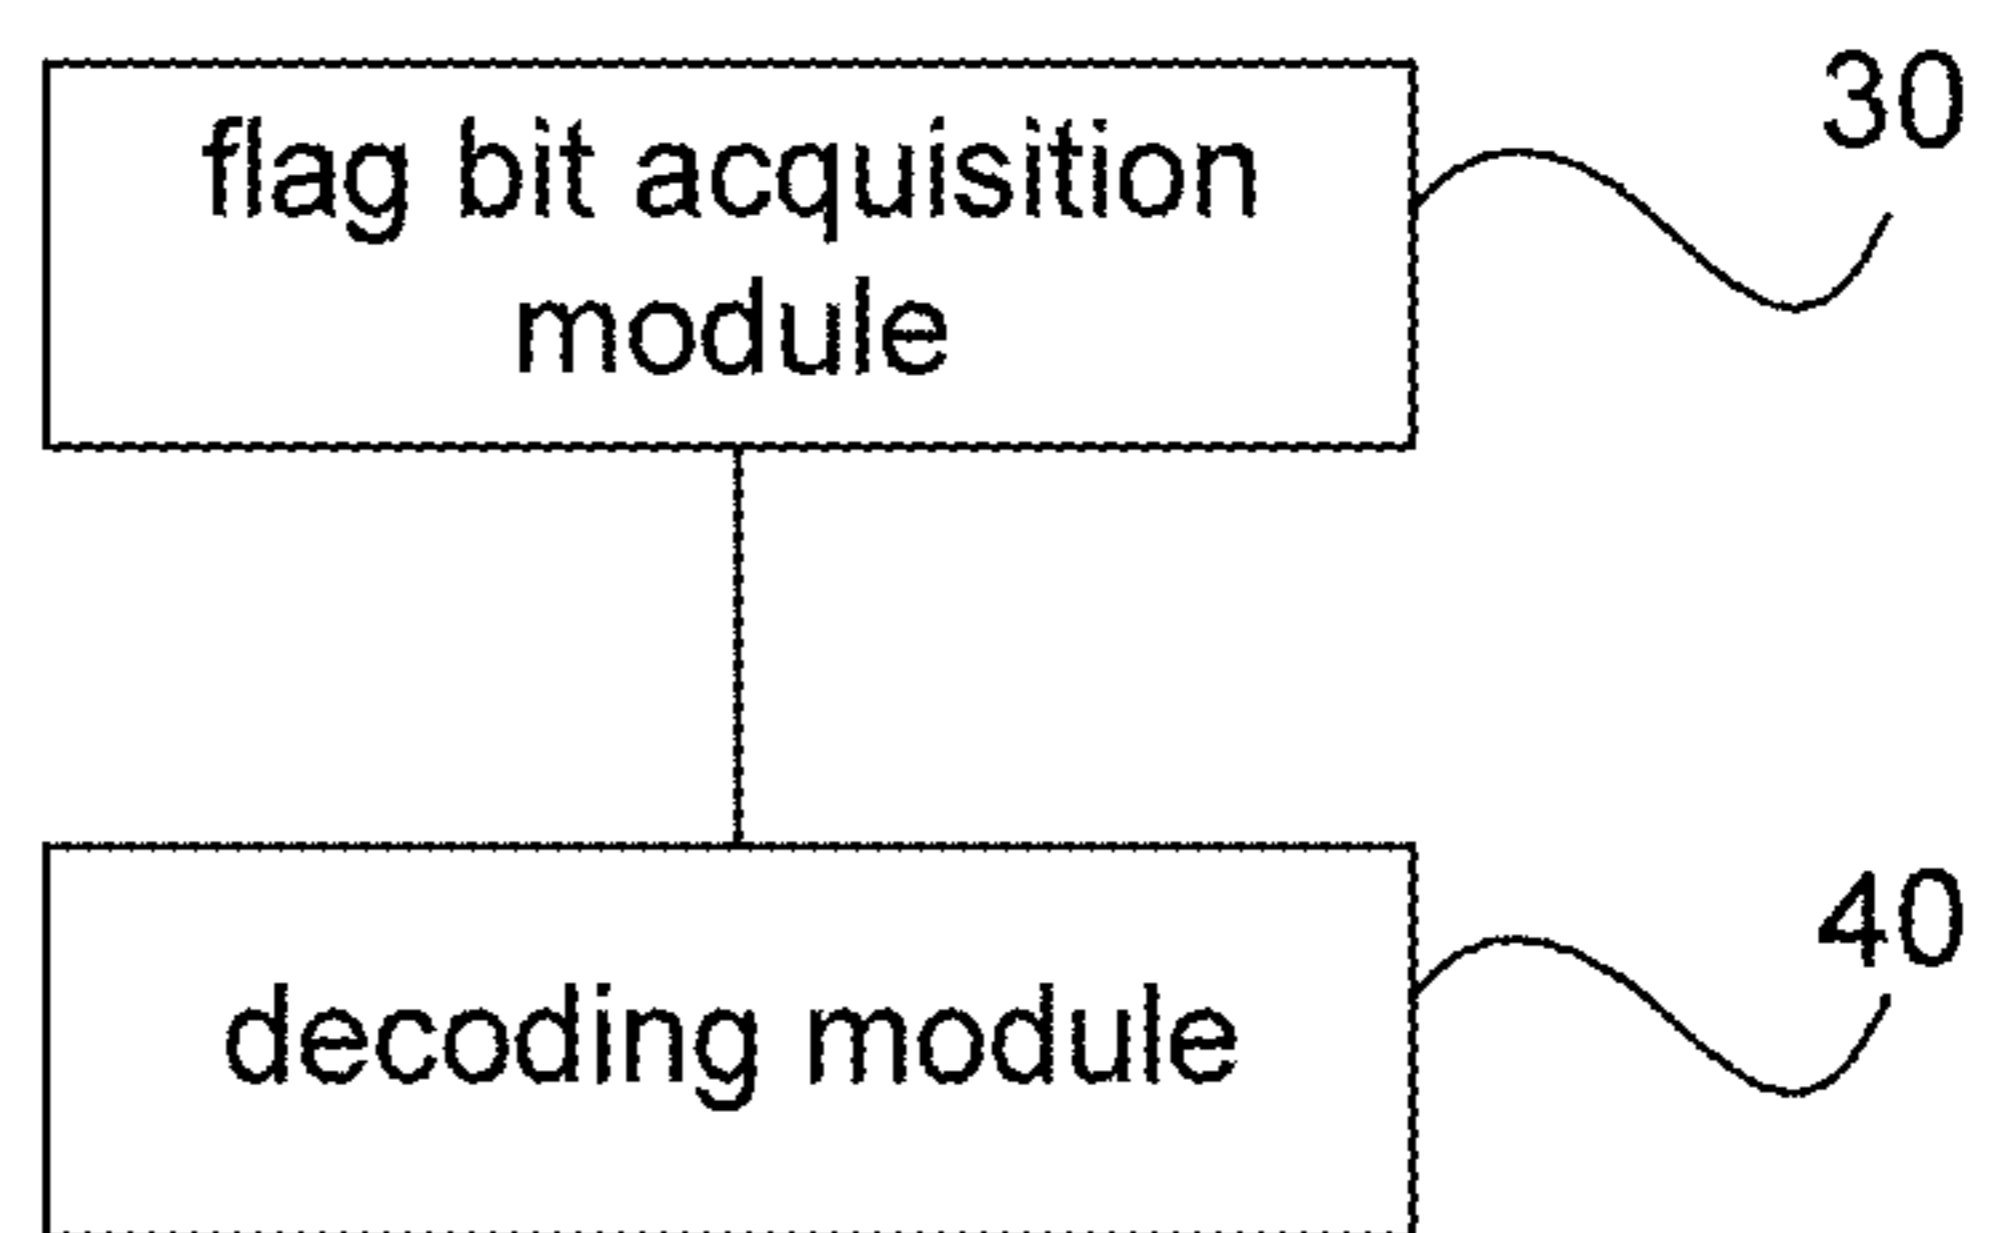 flag bit acquisition
module
30
decoding module
40